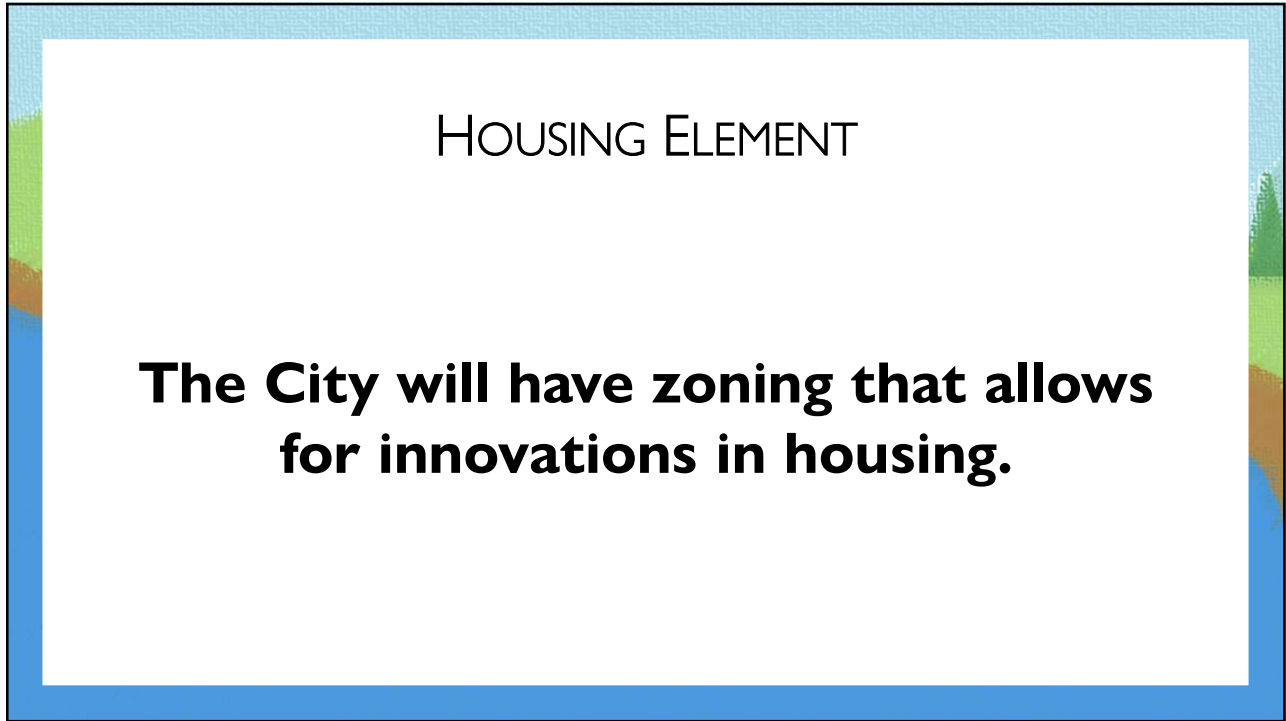 HOUSING ELEMENT
The City will have zoning that allows
for innovations in housing.